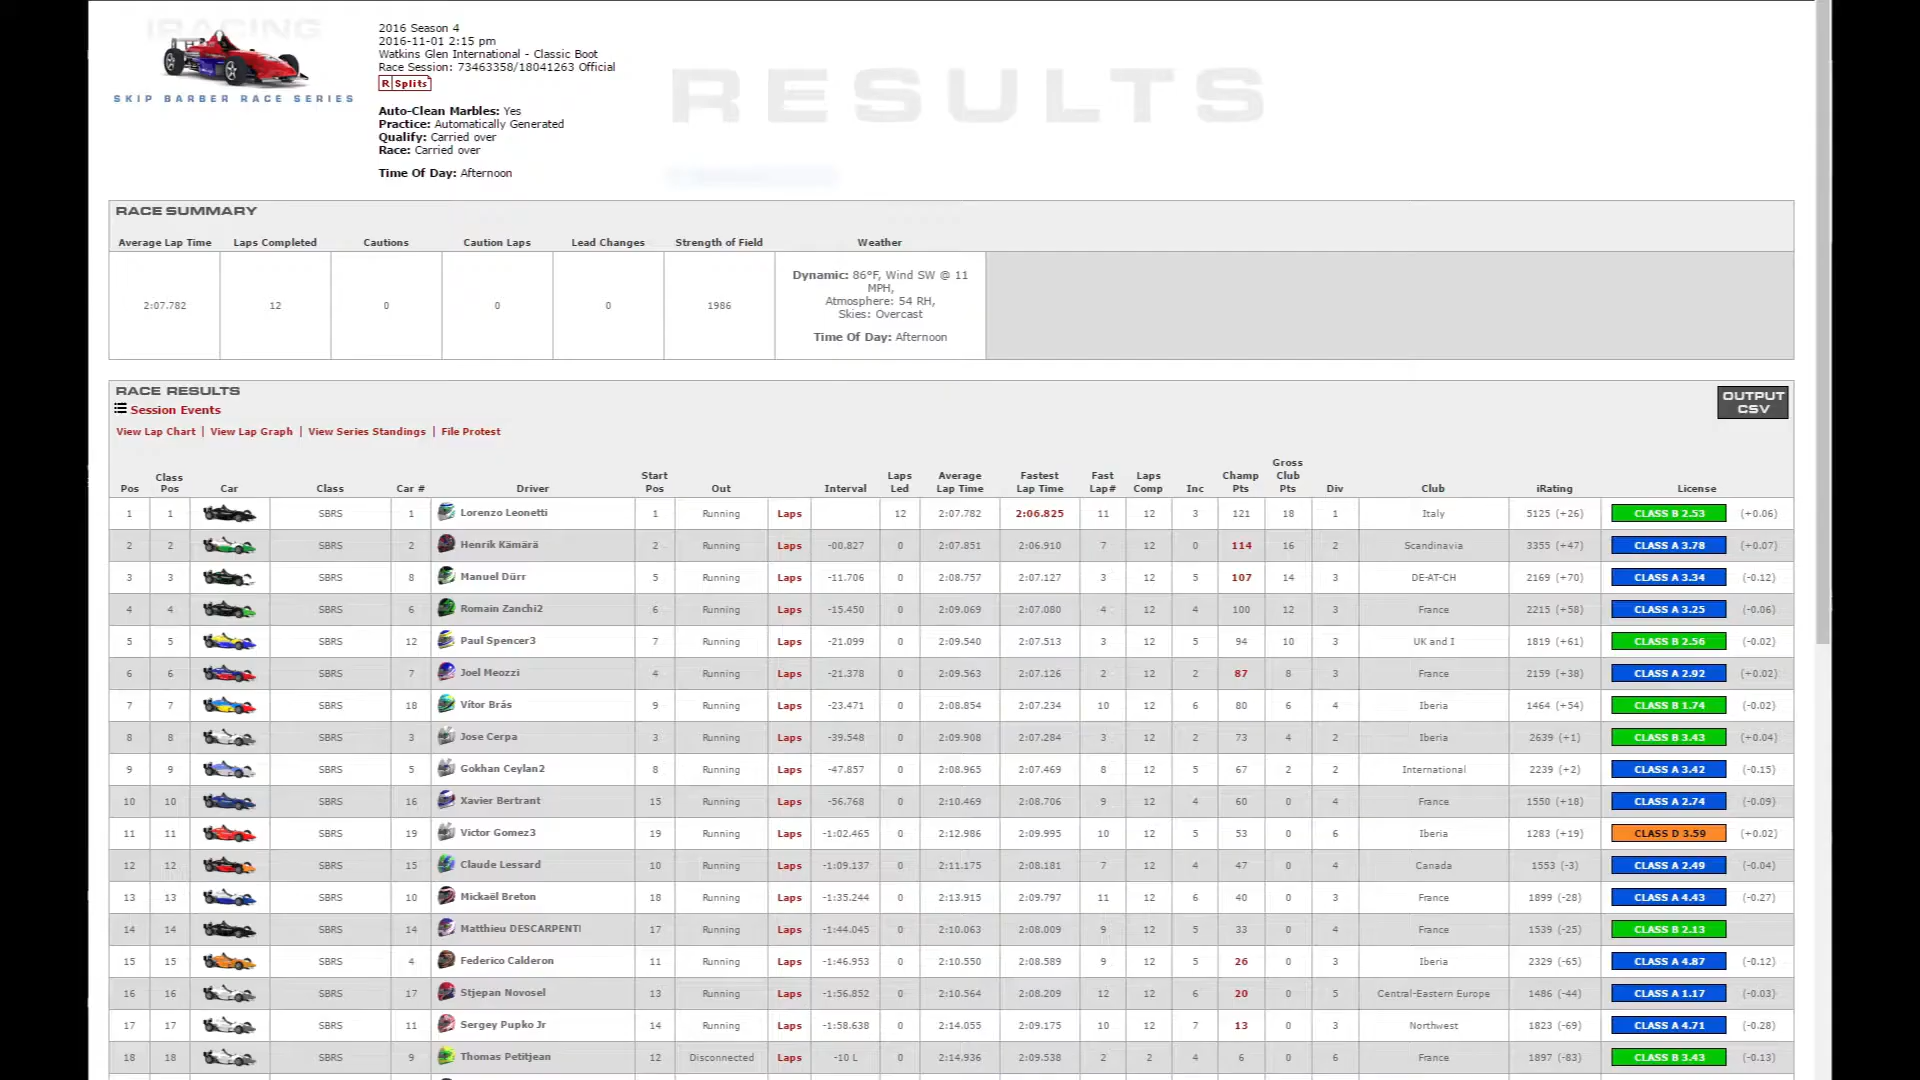 iRACING
SKIP BARBER RACE SERIES
2016 Season 4
2016-11-01 2:15 pm
Watkins Glen International - Classic Boot
Race Session: 73463358/18041263 Official
R Splits
Auto-Clean Marbles: Yes
Practice: Automatically Generated
Qualify: Carried over
Race: Carried over
Time Of Day: Afternoon
RESULTS
RACE SUMMARY
Average Lap Time Laps Completed Cautions Caution Laps Lead Changes Strength of Field Weather
2:07.782 12 0 0 0 1986
Dynamic: 86°F, Wind SW @ 11
MPH,
Atmosphere: 54 RH,
Skies: Overcast
Time Of Day: Afternoon
RACE RESULTS
OUTPUT
CSV
Session Events
View Lap Chart | View Lap Graph | View Series Standings | File Protest
Pos Class Pos Car Class Car # Driver Start Pos Out Interval Laps Led Average Lap Time Fastest Lap Time Fast Lap# Laps Comp Inc Champ Pts Gross Club Pts Div Club iRating License
1 1 SBRS 1 Lorenzo Leonetti 1 Running Laps 12 2:07.782 2:06.825 11 12 3 121 18 1 Italy 5125 (+26) CLASS B 2.53 (+0.06)
2 2 SBRS 2 Henrik Kämärä 2 Running Laps -00.827 0 2:07.851 2:06.910 7 12 0 114 16 2 Scandinavia 3355 (+47) CLASS A 3.78 (+0.07)
3 3 SBRS 8 Manuel Dürr 5 Running Laps -11.706 0 2:08.757 2:07.127 3 12 5 107 14 3 DE-AT-CH 2169 (+70) CLASS A 3.34 (-0.12)
4 4 SBRS 6 Romain Zanchi2 6 Running Laps -15.450 0 2:09.069 2:07.080 4 12 4 100 12 3 France 2215 (+58) CLASS A 3.25 (-0.06)
5 5 SBRS 12 Paul Spencer3 7 Running Laps -21.099 0 2:09.540 2:07.513 3 12 5 94 10 3 UK and I 1819 (+61) CLASS B 2.56 (-0.02)
6 6 SBRS 7 Joel Meozzi 4 Running Laps -21.378 0 2:09.563 2:07.126 2 12 2 87 8 3 France 2159 (+38) CLASS A 2.92 (+0.02)
7 7 SBRS 18 Vítor Brás 9 Running Laps -23.471 0 2:08.854 2:07.234 10 12 6 80 6 4 Iberia 1464 (+54) CLASS B 1.74 (-0.02)
8 8 SBRS 3 Jose Cerpa 3 Running Laps -39.548 0 2:09.908 2:07.284 3 12 2 73 4 2 Iberia 2639 (+1) CLASS B 3.43 (+0.04)
9 9 SBRS 5 Gokhan Ceylan2 8 Running Laps -47.857 0 2:08.965 2:07.469 8 12 5 67 2 2 International 2239 (+2) CLASS A 3.42 (-0.15)
10 10 SBRS 16 Xavier Bertrant 15 Running Laps -56.768 0 2:10.469 2:08.706 9 12 4 60 0 4 France 1550 (+18) CLASS A 2.74 (-0.09)
11 11 SBRS 19 Victor Gomez3 19 Running Laps -1:02.465 0 2:12.986 2:09.995 10 12 5 53 0 6 Iberia 1283 (+19) CLASS D 3.59 (+0.02)
12 12 SBRS 15 Claude Lessard 10 Running Laps -1:09.137 0 2:11.175 2:08.181 7 12 4 47 0 4 Canada 1553 (-3) CLASS A 2.49 (-0.04)
13 13 SBRS 10 Mickaël Breton 18 Running Laps -1:35.244 0 2:13.915 2:09.797 11 12 6 40 0 3 France 1899 (-28) CLASS A 4.43 (-0.27)
14 14 SBRS 14 Matthieu DESCARPENTI 17 Running Laps -1:44.045 0 2:10.063 2:08.009 9 12 5 33 0 4 France 1539 (-25) CLASS B 2.13
15 15 SBRS 4 Federico Calderon 11 Running Laps -1:46.953 0 2:10.550 2:08.589 9 12 5 26 0 3 Iberia 2329 (-65) CLASS A 4.87 (-0.12)
16 16 SBRS 17 Stjepan Novosel 13 Running Laps -1:56.852 0 2:10.564 2:08.209 12 12 6 20 0 5 Central-Eastern Europe 1486 (-44) CLASS A 1.17 (-0.03)
17 17 SBRS 11 Sergey Pupko Jr 14 Running Laps -1:58.638 0 2:14.055 2:09.175 10 12 7 13 0 3 Northwest 1823 (-69) CLASS A 4.71 (-0.28)
18 18 SBRS 9 Thomas Petitjean 12 Disconnected Laps -10 L 0 2:14.936 2:09.538 2 2 4 6 0 6 France 1897 (-83) CLASS B 3.43 (-0.13)